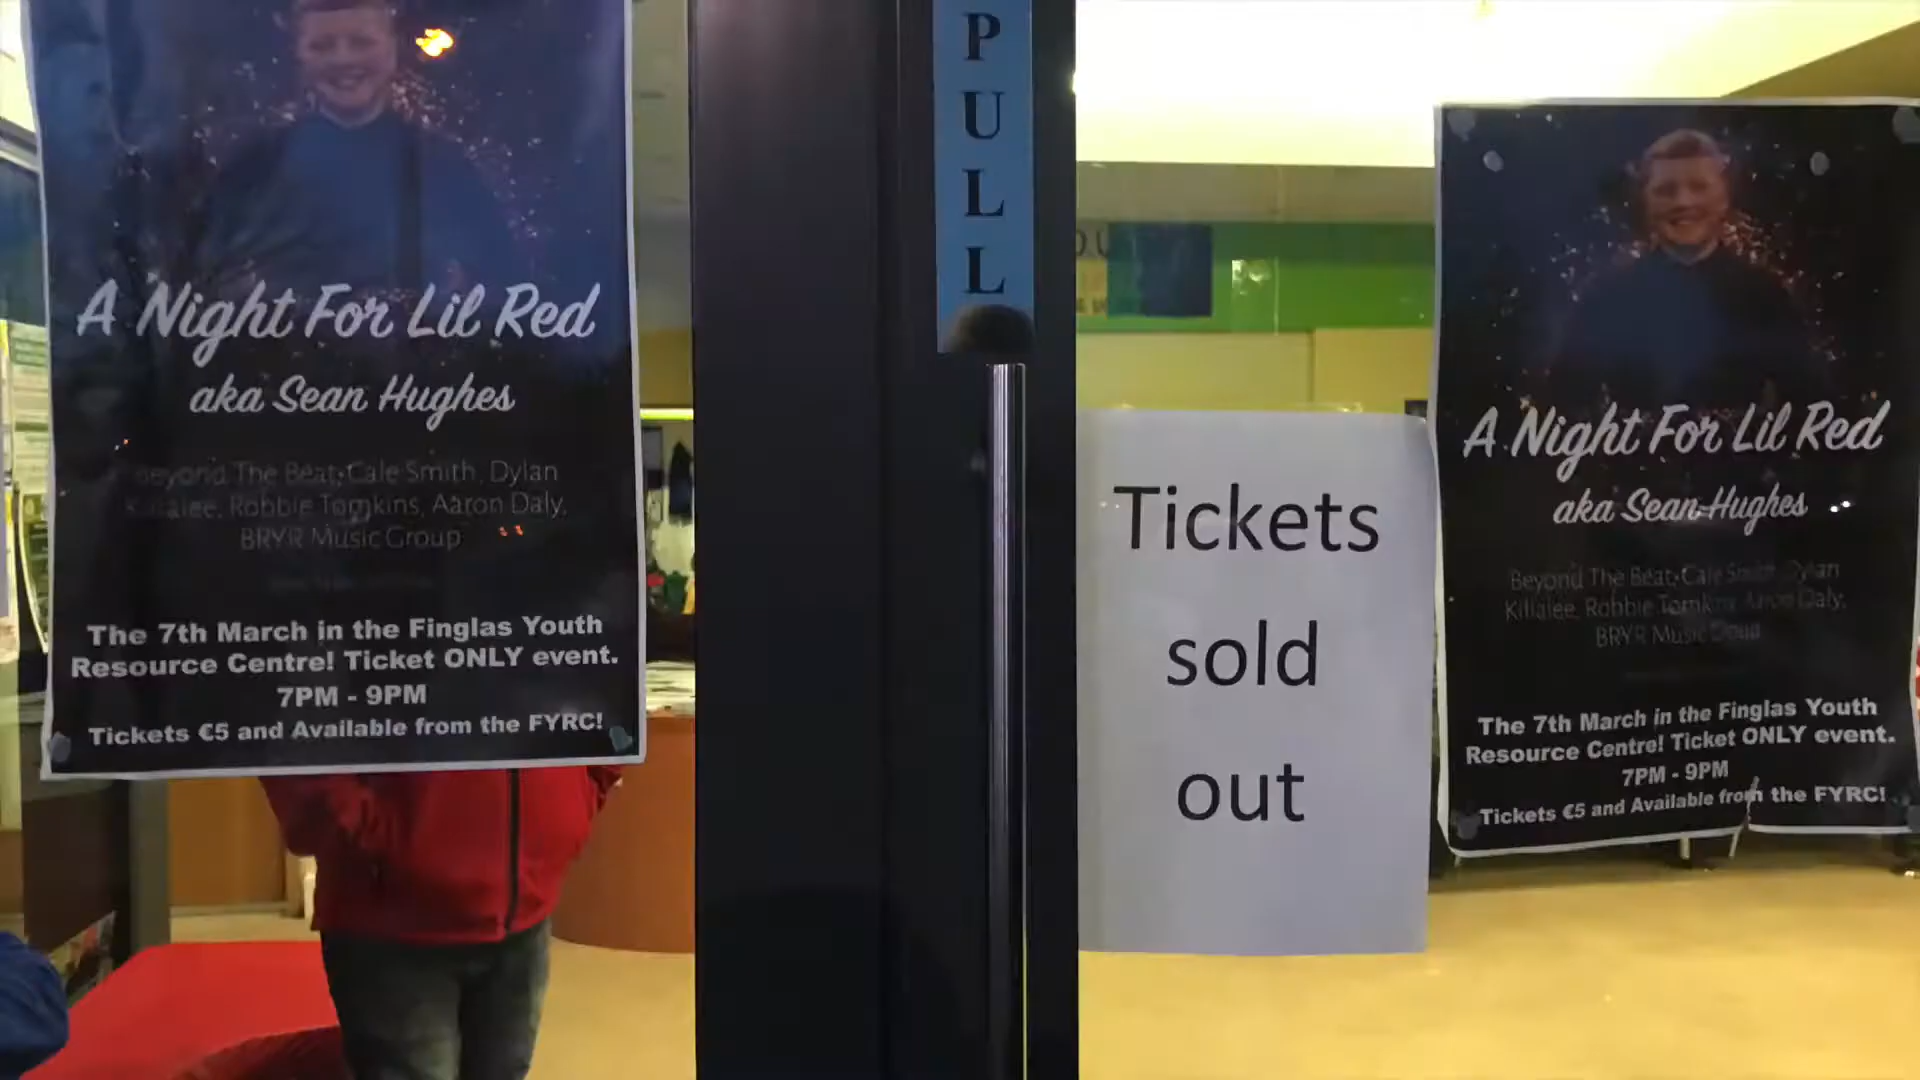 A Night For Lil Red
aka Sean Hughes
Beyond The Beat, Cale Smith, Dylan
Killalee, Robbie Tomkins, Aaron Daly,
BRYR Music Group
The 7th March in the Finglas Youth
Resource Centre! Ticket ONLY event.
7PM - 9PM
Tickets €5 and Available from the FYRC!
PULL
Tickets
sold
out
A Night For Lil Red
aka Sean Hughes
Beyond The Beat, Cale Smith, Dylan
Killalee, Robbie Tomkins, Aaron Daly,
BRYR Music Group
The 7th March in the Finglas Youth
Resource Centre! Ticket ONLY event.
7PM - 9PM
Tickets €5 and Available from the FYRC!